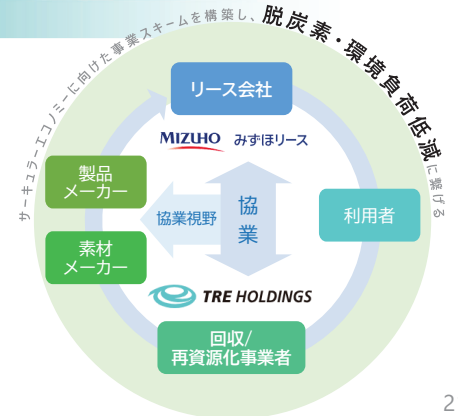 サーキュラーエコノミーに向けた事業スキームを構築し、脱炭素・環境負荷低減に繋げる
リース会社
MIZUHO みずほリース
製品
メーカー
協業視野
協
業
利用者
素材
メーカー
TRE HOLDINGS
回収/
再資源化事業者
2